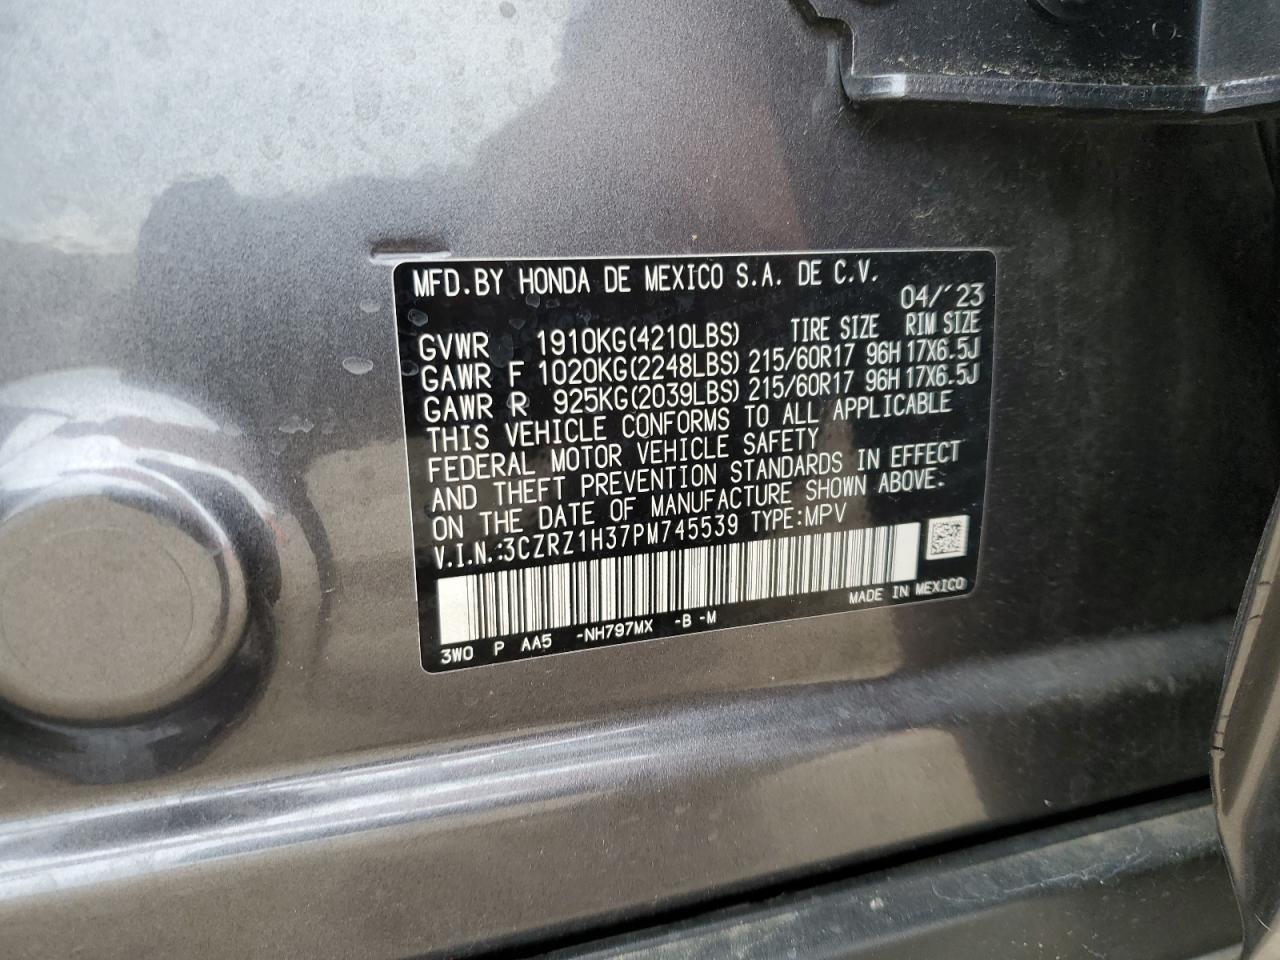 MFD.BY HONDA DE MEXICO S.A. DE C.V.
04/´23
GVWR 1910KG(4210LBS) TIRE SIZE RIM SIZE
GAWR F 1020KG(2248LBS) 215/60R17 96H 17X6.5J
GAWR R 925KG(2039LBS) 215/60R17 96H 17X6.5J
THIS VEHICLE CONFORMS TO ALL APPLICABLE
FEDERAL MOTOR VEHICLE SAFETY
AND THEFT PREVENTION STANDARDS IN EFFECT
ON THE DATE OF MANUFACTURE SHOWN ABOVE.
V.I.N.:3CZRZ1H37PM745539 TYPE:MPV
MADE IN MEXICO
3W0 P AA5 -NH797MX -B -M